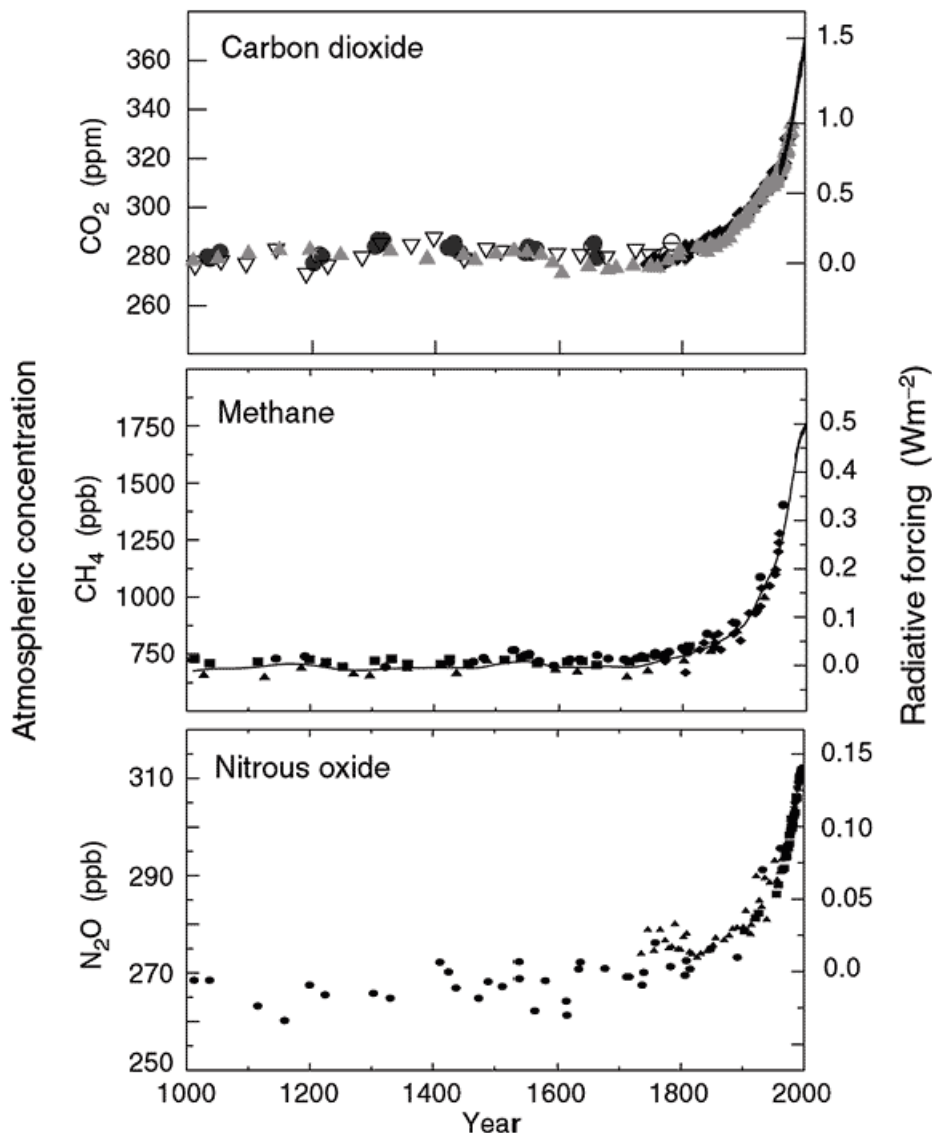 Carbon dioxide
360
340
320
300
280
260
CO₂ (ppm)
1.5
1.0
0.5
0.0
Methane
1750
1500
1250
1000
750
CH₄ (ppb)
0.5
0.4
0.3
0.2
0.1
0.0
Nitrous oxide
310
290
270
250
N₂O (ppb)
0.15
0.10
0.05
0.0
Atmospheric concentration
Radiative forcing (Wm⁻²)
1000 1200 1400 1600 1800 2000
Year